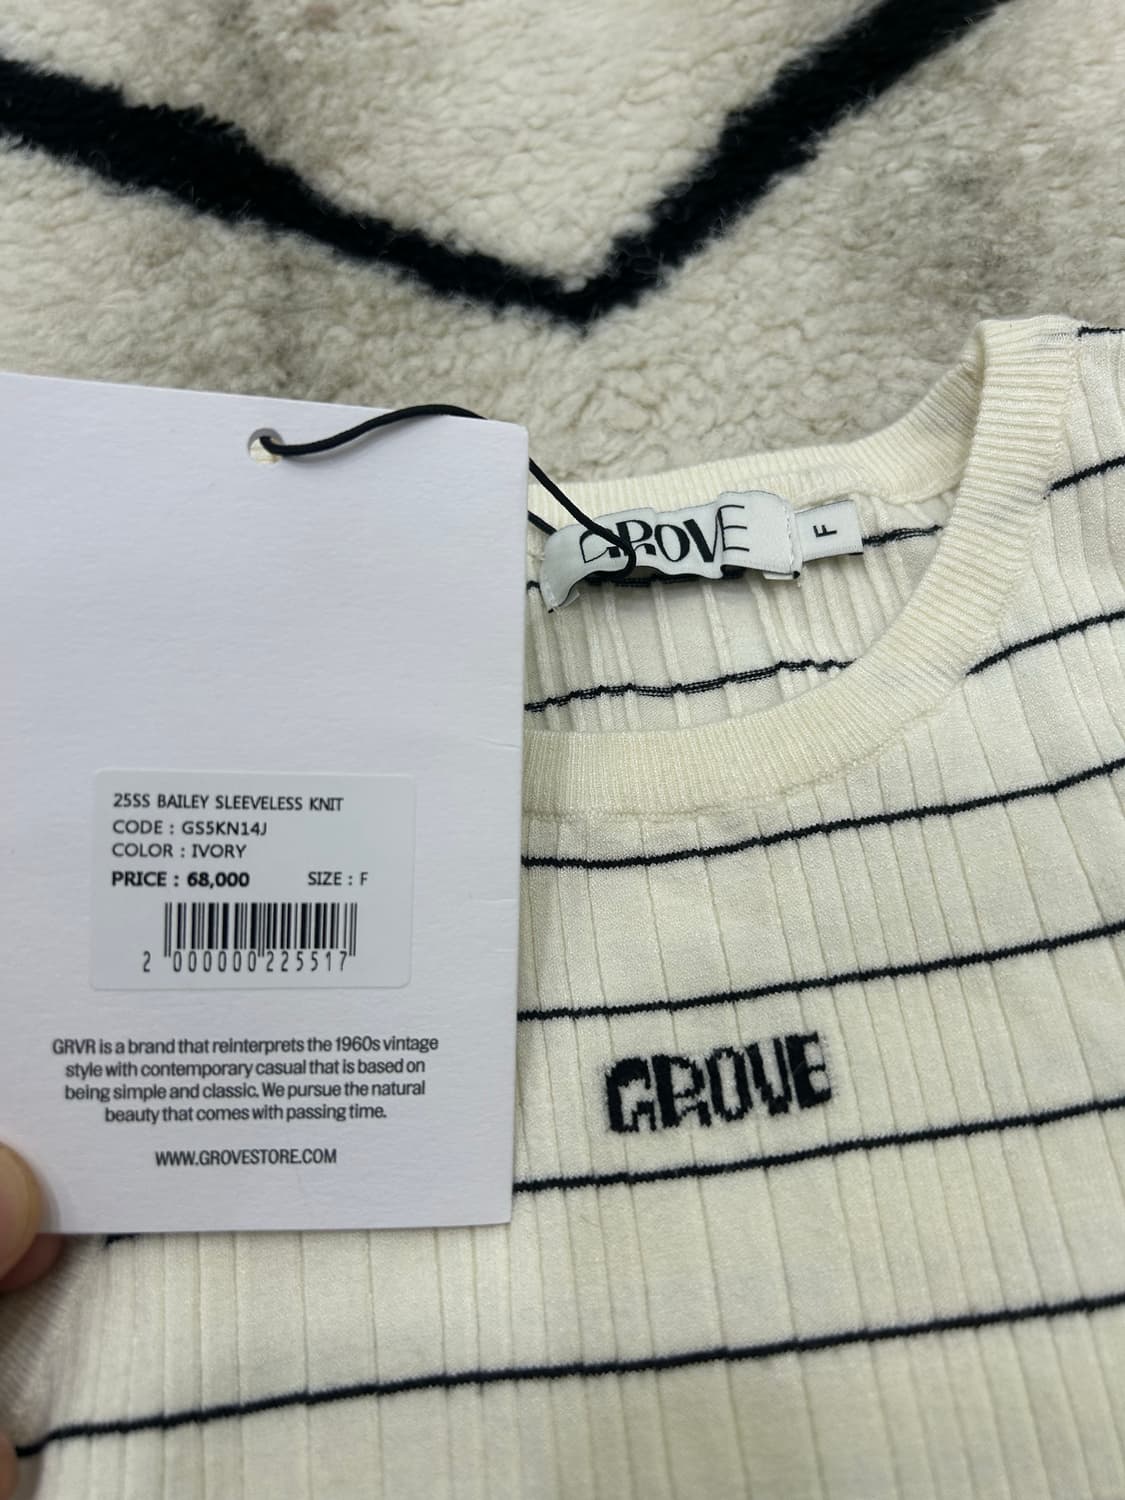 GROVE
F
25SS BAILEY SLEEVELESS KNIT
CODE : GS5KN14J
COLOR : IVORY
PRICE : 68,000 SIZE : F
2 000000 225517
GRVR is a brand that reinterprets the 1960s vintage
style with contemporary casual that is based on
being simple and classic. We pursue the natural
beauty that comes with passing time.
WWW.GROVESTORE.COM
GROVE